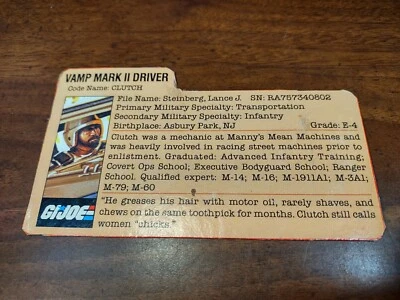 VAMP MARK II DRIVER
Code Name: CLUTCH
File Name: Steinberg, Lance J. SN: RA757340802
Primary Military Specialty: Transportation
Secondary Military Specialty: Infantry
Birthplace: Asbury Park, NJ Grade: E-4
Clutch was a mechanic at Manny's Mean Machines and
was heavily involved in racing street machines prior to
enlistment. Graduated: Advanced Infantry Training;
Covert Ops School; Executive Bodyguard School; Ranger
School. Qualified expert: M-14; M-16; M-1911A1; M-3A1;
M-79; M-60
"He greases his hair with motor oil, rarely shaves, and
chews on the same toothpick for months. Clutch still calls
women "chicks."
GIJOE